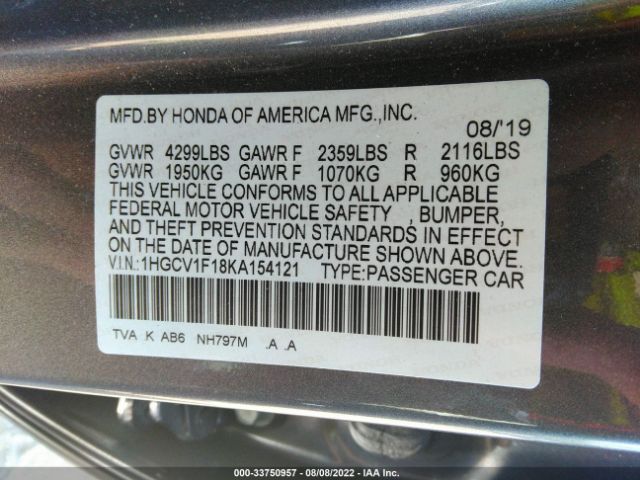 MFD.BY HONDA OF AMERICA MFG.,INC.
08/'19
GVWR 4299LBS GAWR F 2359LBS R 2116LBS
GVWR 1950KG GAWR F 1070KG R 960KG
THIS VEHICLE CONFORMS TO ALL APPLICABLE
FEDERAL MOTOR VEHICLE SAFETY , BUMPER,
AND THEFT PREVENTION STANDARDS IN EFFECT
ON THE DATE OF MANUFACTURE SHOWN ABOVE.
V.I.N.:1HGCV1F18KA154121 TYPE:PASSENGER CAR
TVA K AB6 NH797M .A .A
000-33750957 - 08/08/2022 - IAA Inc.